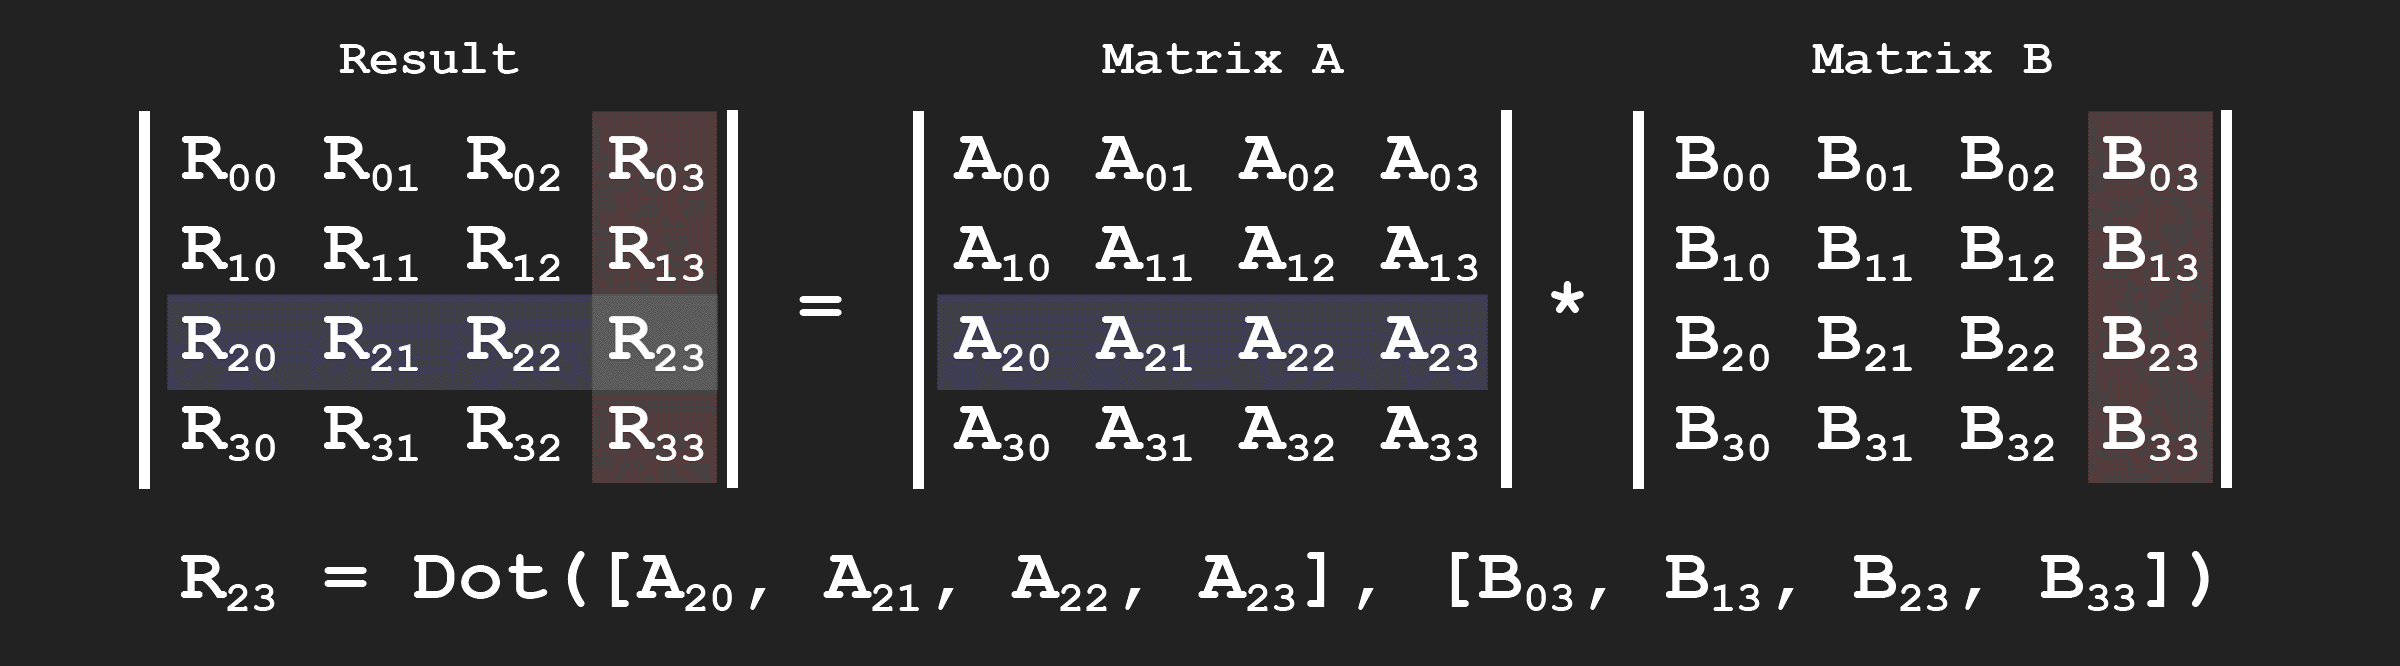 Result Matrix A Matrix B
R00 R01 R02 R03 A00 A01 A02 A03 B00 B01 B02 B03
R10 R11 R12 R13 A10 A11 A12 A13 B10 B11 B12 B13
= *
R20 R21 R22 R23 A20 A21 A22 A23 B20 B21 B22 B23
R30 R31 R32 R33 A30 A31 A32 A33 B30 B31 B32 B33
R23 = Dot([A20, A21, A22, A23], [B03, B13, B23, B33])